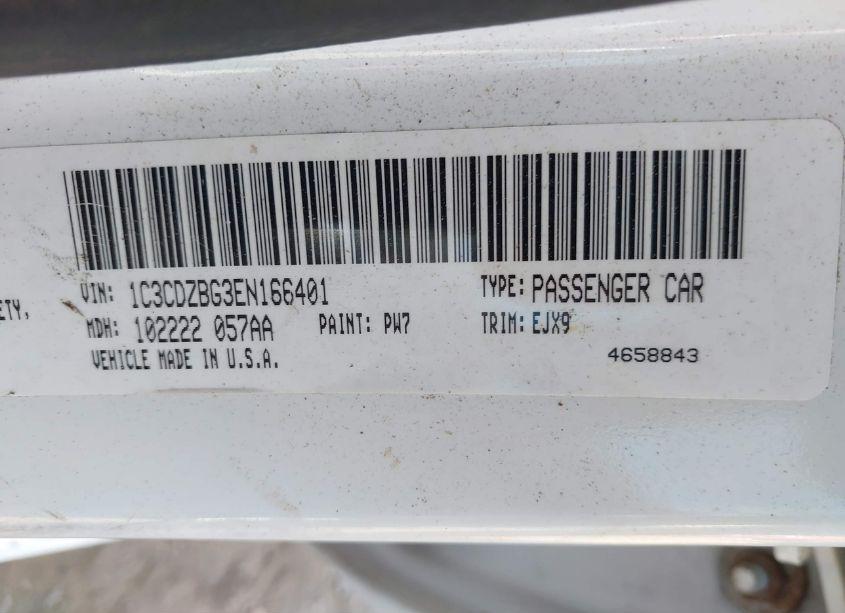 ETY,
VIN: 1C3CDZBG3EN166401
TYPE: PASSENGER CAR
MDH: 102222 057AA
PAINT: PW7
TRIM: EJX9
VEHICLE MADE IN U.S.A.
4658843